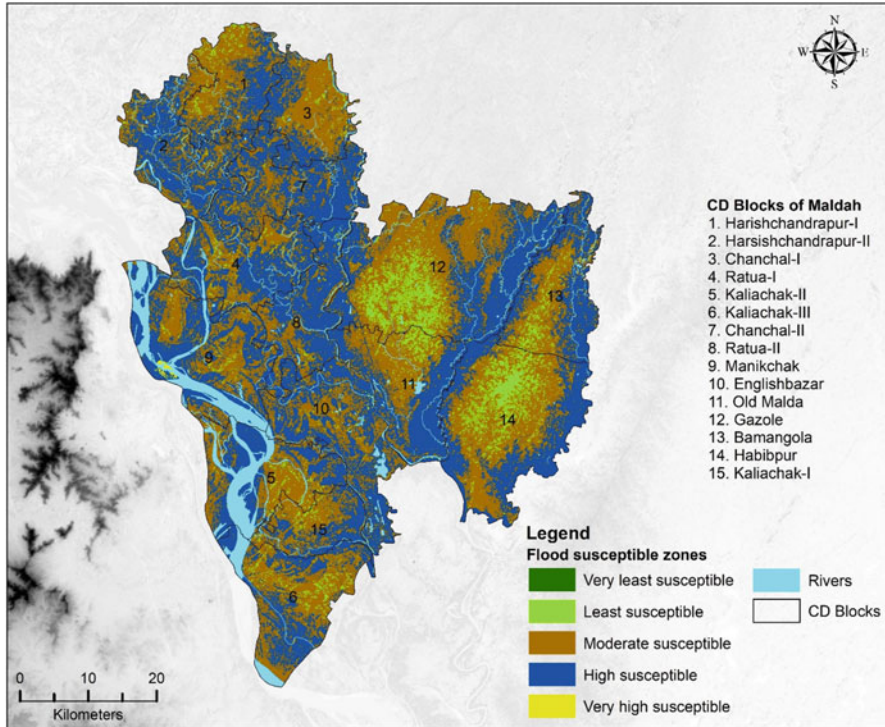 N
W E
S
1
3
2
7
4
12
13
8
9
11
10
14
5
15
6
CD Blocks of Maldah
1. Harishchandrapur-I
2. Harsishchandrapur-II
3. Chanchal-I
4. Ratua-I
5. Kaliachak-II
6. Kaliachak-III
7. Chanchal-II
8. Ratua-II
9. Manikchak
10. Englishbazar
11. Old Malda
12. Gazole
13. Bamangola
14. Habibpur
15. Kaliachak-I
Legend
Flood susceptible zones
Very least susceptible
Least susceptible
Moderate susceptible
High susceptible
Very high susceptible
Rivers
CD Blocks
0 10 20
Kilometers